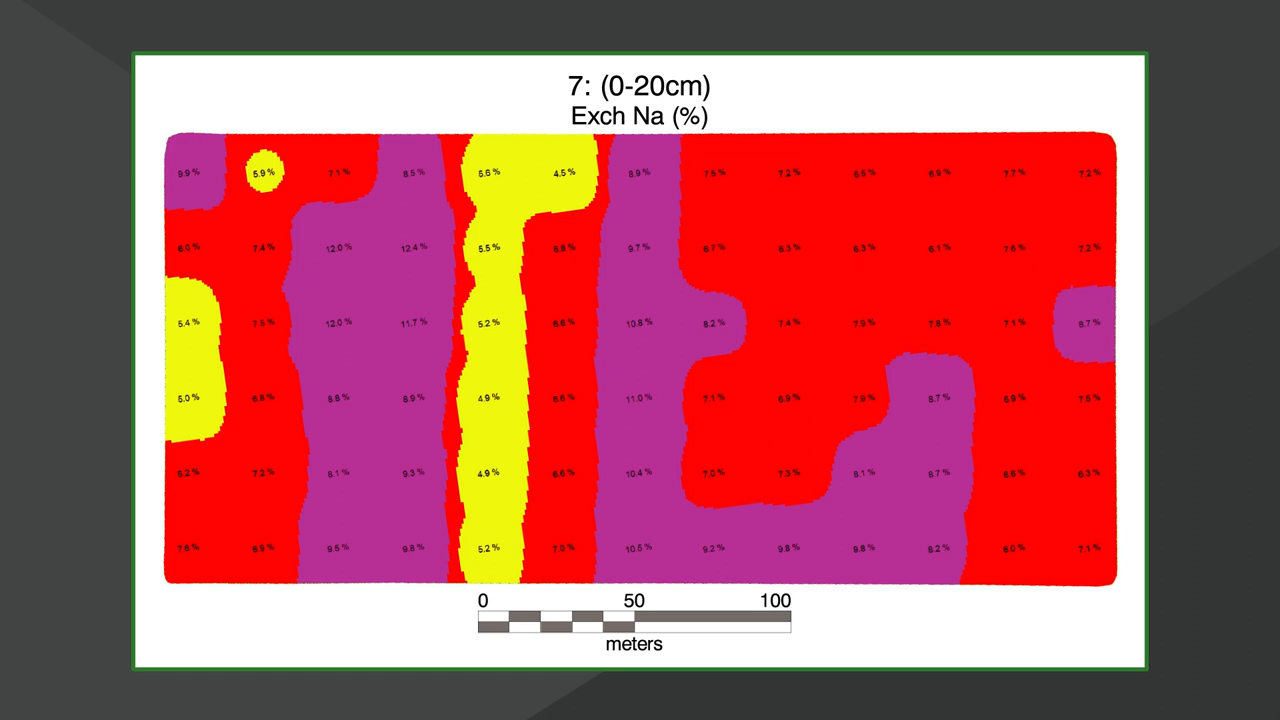 7: (0-20cm)
Exch Na (%)
9.9 % 5.9 % 7.1 % 8.5 % 5.6 % 4.5 % 8.9 % 7.5 % 7.2 % 6.5 % 6.9 % 7.7 % 7.2 %
6.0 % 7.4 % 12.0 % 12.4 % 5.5 % 6.8 % 9.7 % 6.7 % 6.3 % 6.3 % 6.1 % 7.6 % 7.2 %
5.4 % 7.5 % 12.0 % 11.7 % 5.2 % 6.6 % 10.8 % 8.2 % 7.4 % 7.9 % 7.8 % 7.1 % 8.7 %
5.0 % 8.9 % 4.9 % 6.6 % 11.0 % 7.1 % 6.9 % 7.9 % 8.7 % 6.9 % 7.5 %
6.2 % 7.2 % 8.1 % 9.3 % 4.9 % 6.6 % 10.4 % 7.0 % 7.3 % 8.1 % 8.7 % 6.6 % 6.3 %
7.6 % 6.9 % 9.5 % 9.8 % 5.2 % 7.0 % 10.5 % 9.2 % 9.8 % 9.8 % 8.2 % 6.0 % 7.1 %
0 50 100
meters